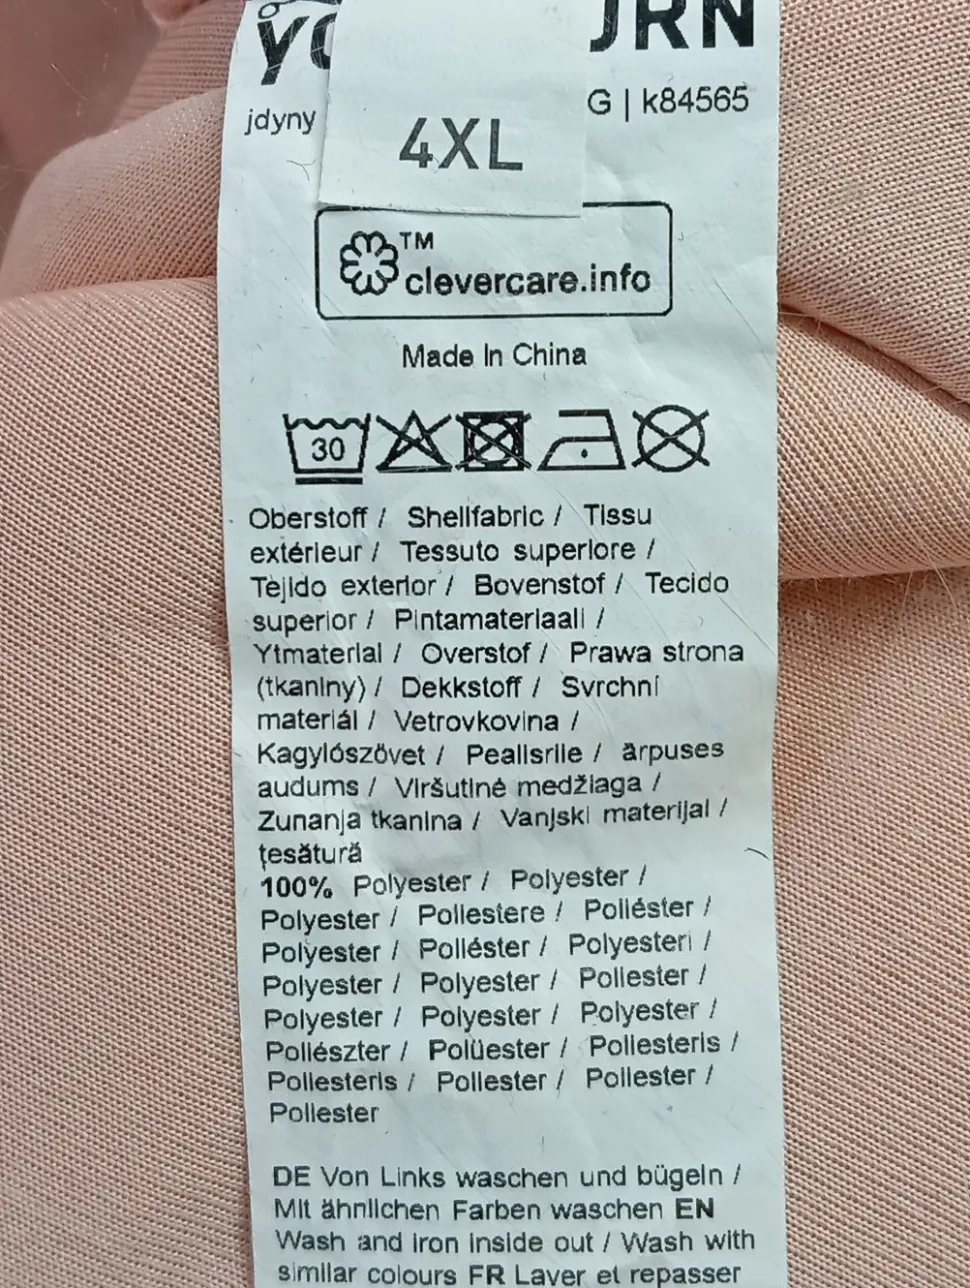 JRN
jdyny
G | k84565
4XL
TM
clevercare.info
Made In China
30
Oberstoff / Shellfabric / Tissu
extérieur / Tessuto superiore /
Tejido exterior / Bovenstof / Tecido
superior / Pintamateriaali /
Ytmaterial / Overstof / Prawa strona
(tkaniny) / Dekkstoff / Svrchní
materiál / Vetrovkovina /
Kagylószövet / Pealisriie / ārpuses
audums / Viršutinė medžiaga /
Zunanja tkanina / Vanjski materijal /
țesătură
100% Polyester / Polyester /
Polyester / Poliestere / Poliéster /
Polyester / Poliéster / Polyesteri /
Polyester / Polyester / Poliester /
Polyester / Polyester / Polyester /
Poliészter / Polüester / Poliesteris /
Poliesteris / Poliester / Poliester /
Poliester
DE Von Links waschen und bügeln /
Mit ähnlichen Farben waschen EN
Wash and iron inside out / Wash with
similar colours FR Laver et repasser